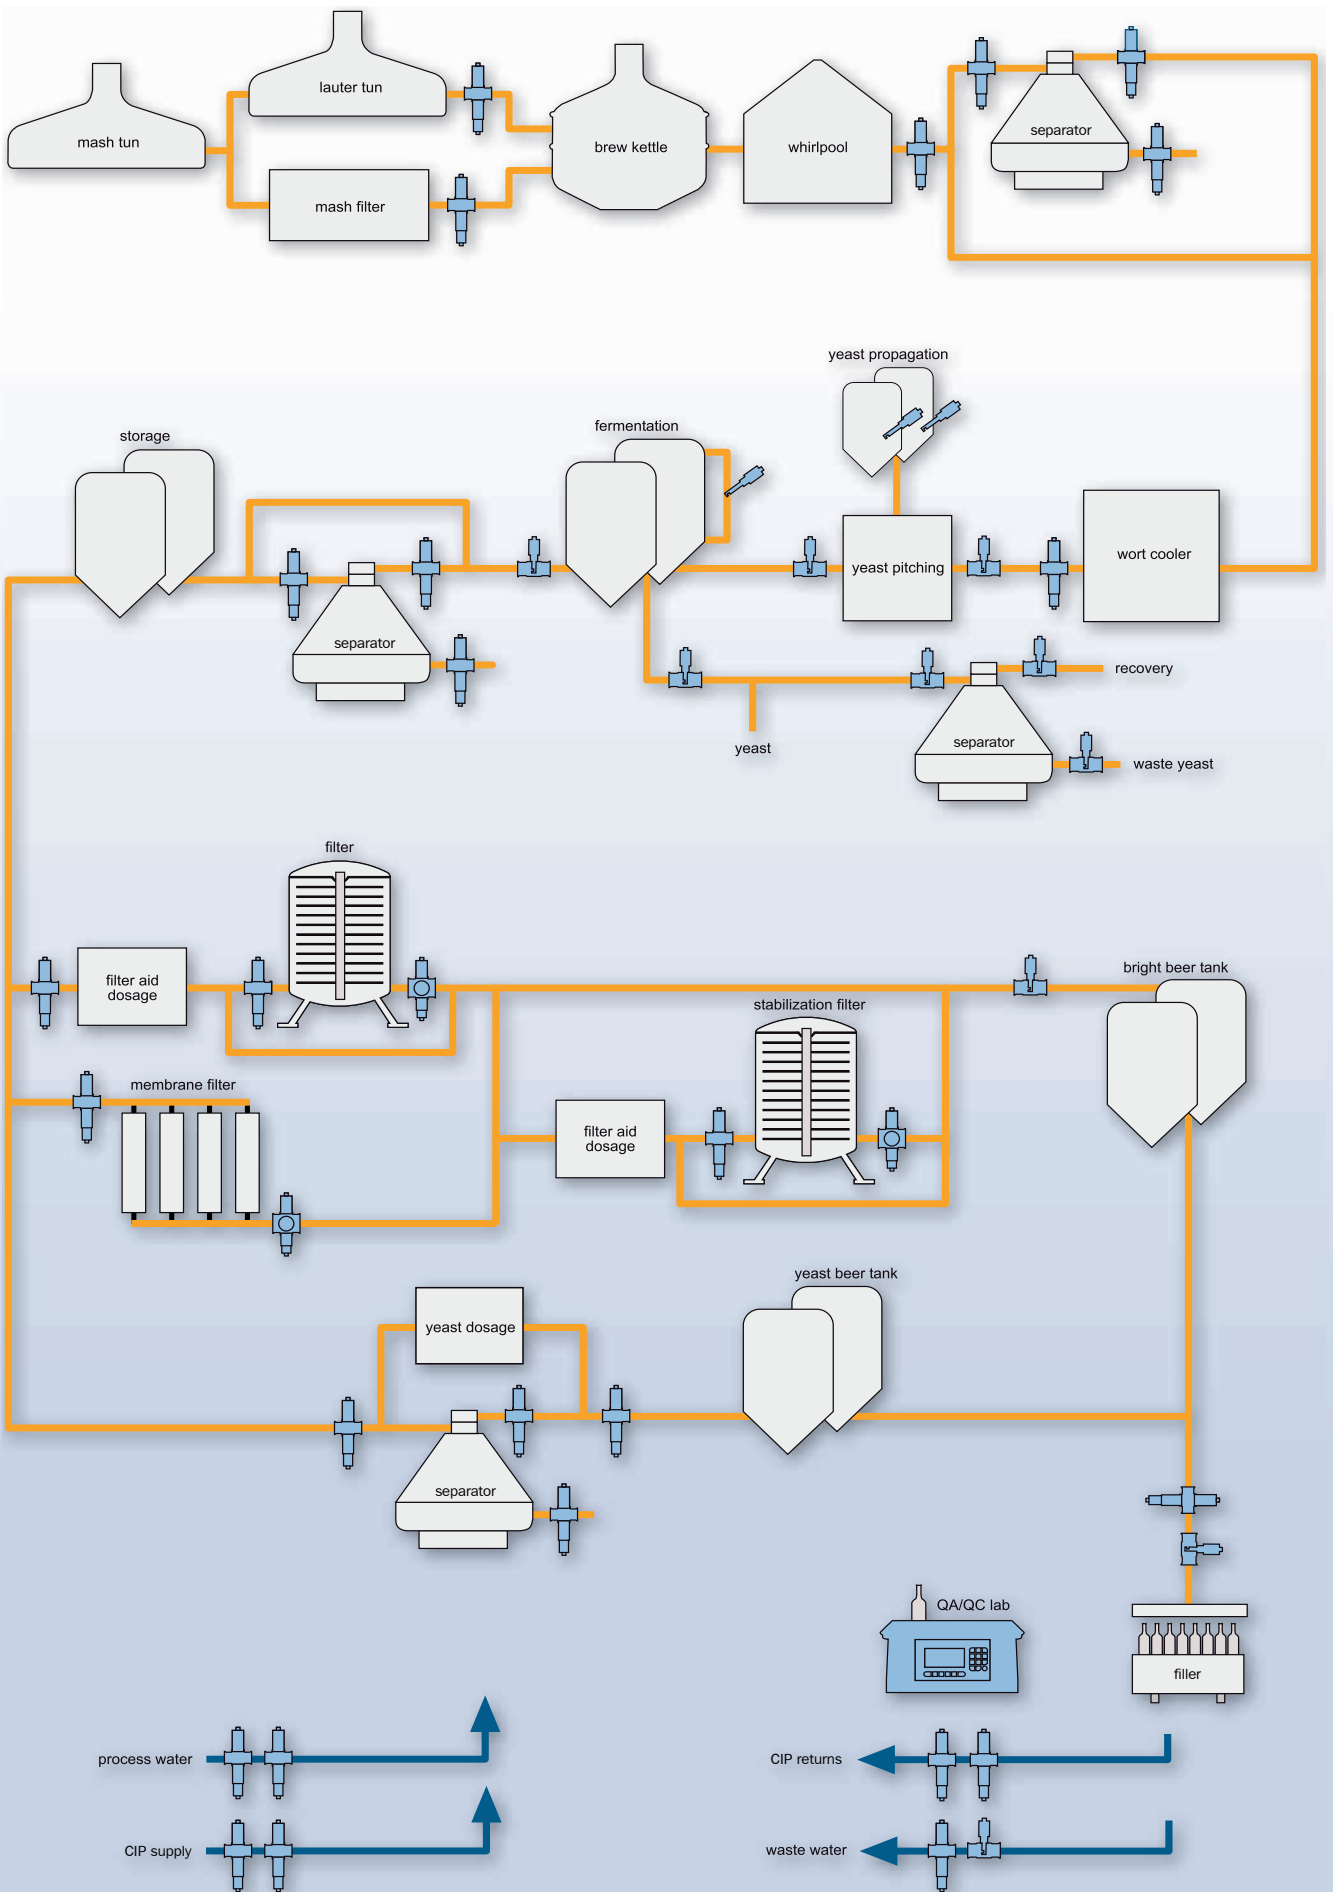 lauter tun
mash tun
mash filter
brew kettle
whirlpool
separator
yeast propagation
storage
fermentation
wort cooler
yeast pitching
separator
recovery
separator
yeast
waste yeast
filter
bright beer tank
filter aid
dosage
stabilization filter
membrane filter
filter aid
dosage
yeast beer tank
yeast dosage
separator
QA/QC lab
filler
process water
CIP returns
CIP supply
waste water